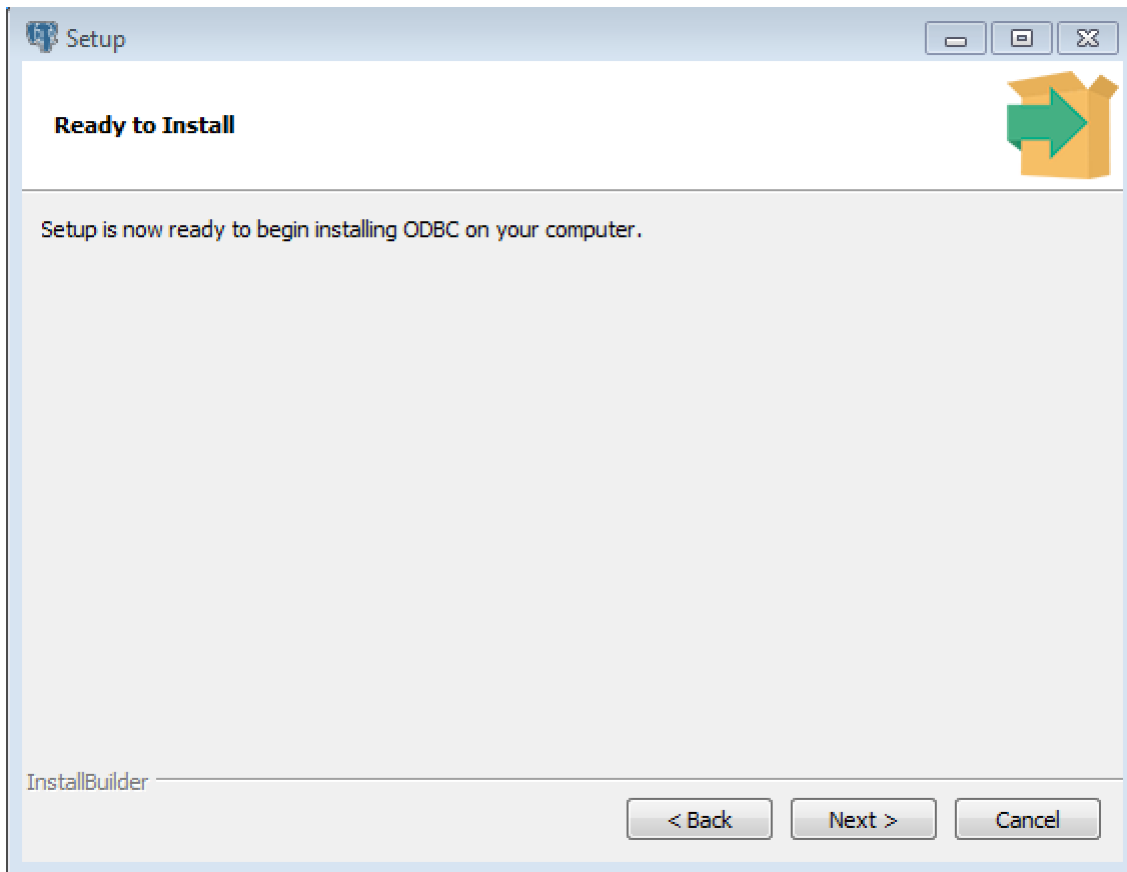 Setup
Ready to Install
Setup is now ready to begin installing ODBC on your computer.
InstallBuilder
< Back
Next >
Cancel